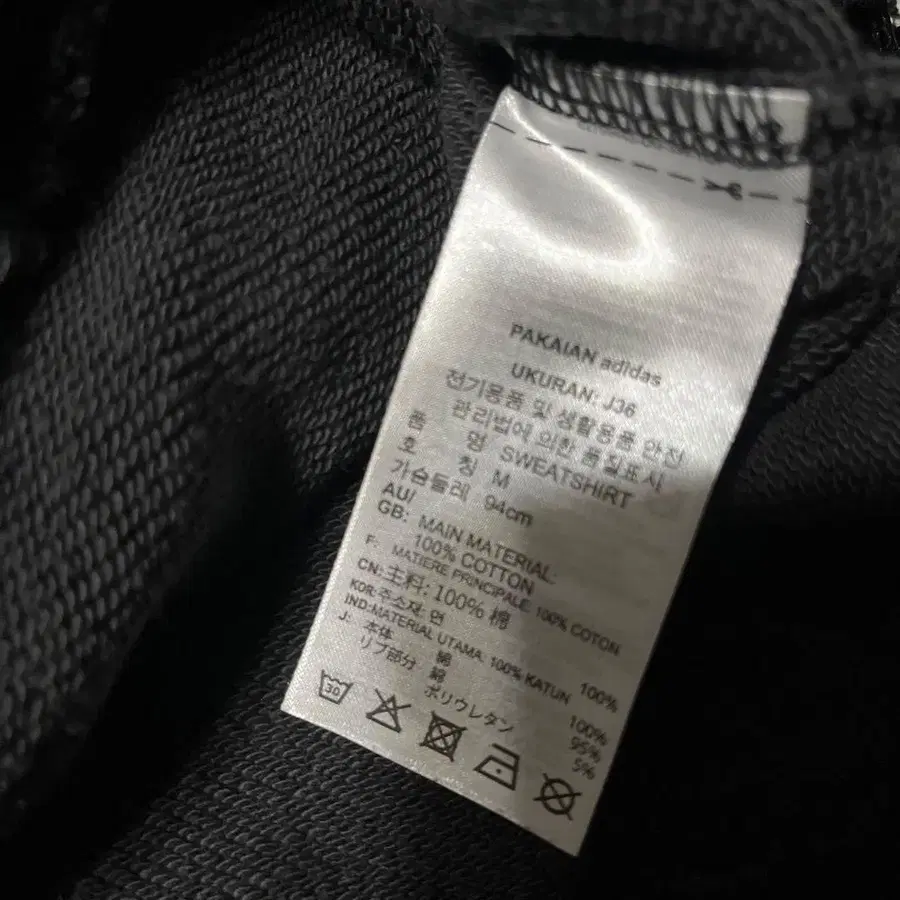 PAKAIAN adidas
UKURAN: J36
전기용품 및 생활용품 안전
관리법에 의한 품질표시
품 명 SWEATSHIRT
호 칭 M
가슴둘레 94cm
AU/
GB: MAIN MATERIAL:
100% COTTON
F: MATIERE PRINCIPALE: 100% COTON
CN: 主料: 100% 棉
KOR: 주소재: 면 100%
IND: MATERIAL UTAMA: 100% KATUN
J: 本体 綿 100%
リブ部分 綿 95%
ポリウレタン 5%
30